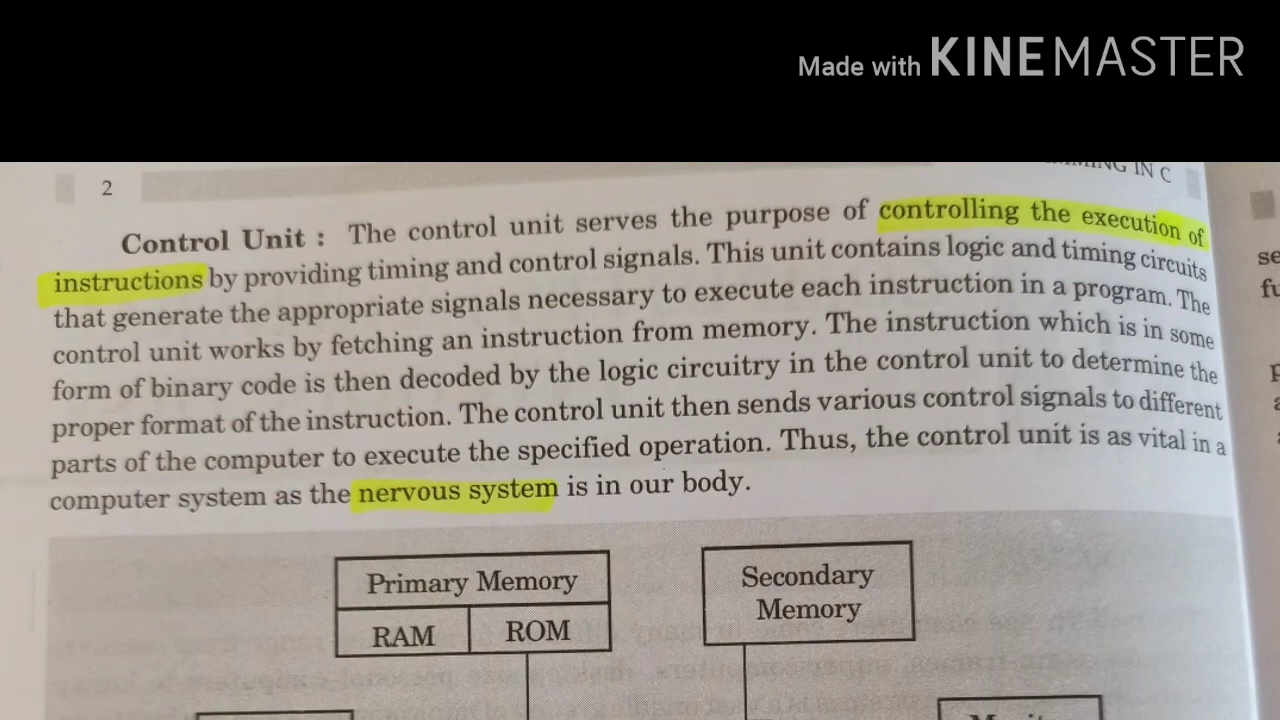 Made with KINEMASTER
2
IN C
Control Unit : The control unit serves the purpose of controlling the execution of
instructions by providing timing and control signals. This unit contains logic and timing circuits
that generate the appropriate signals necessary to execute each instruction in a program. The
control unit works by fetching an instruction from memory. The instruction which is in some
form of binary code is then decoded by the logic circuitry in the control unit to determine the
proper format of the instruction. The control unit then sends various control signals to different
parts of the computer to execute the specified operation. Thus, the control unit is as vital in a
computer system as the nervous system is in our body.
Primary Memory
RAM ROM
Secondary
Memory